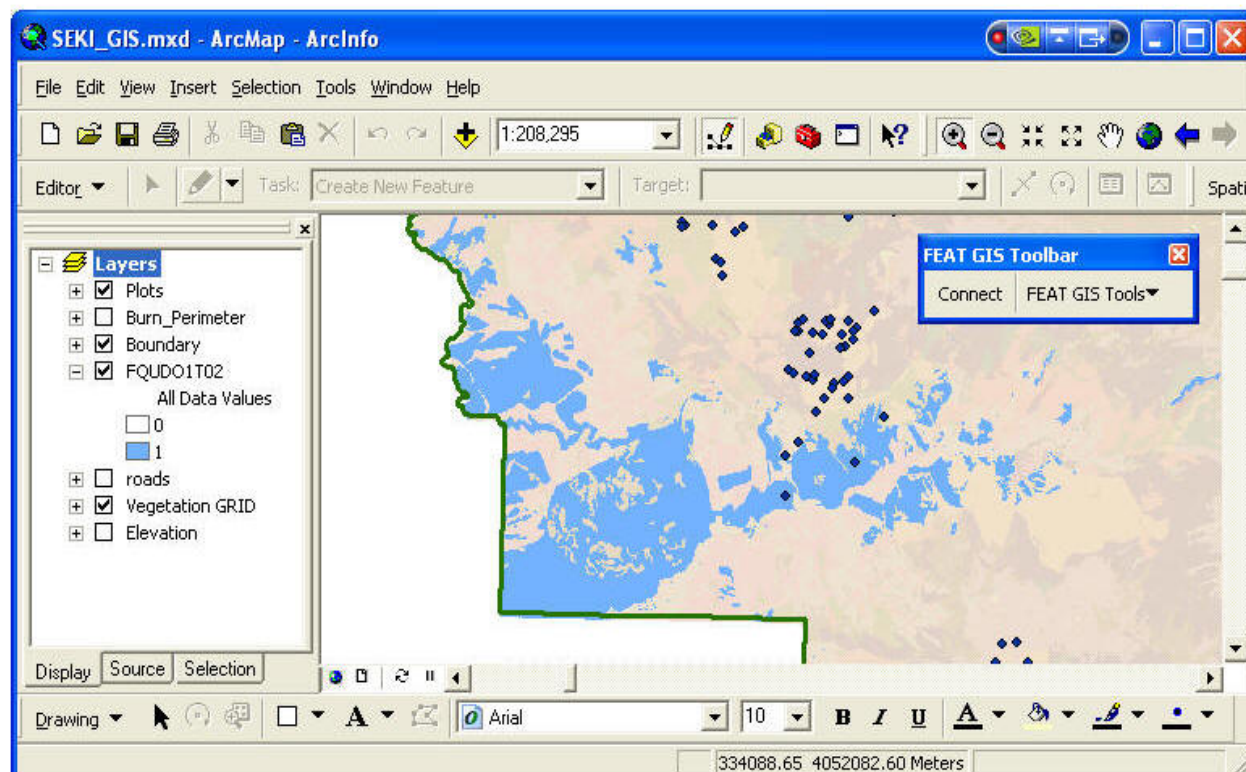 SEKI_GIS.mxd - ArcMap - ArcInfo
File Edit View Insert Selection Tools Window Help
1:208,295
Editor Task: Create New Feature Target: Spati
Layers
Plots
Burn_Perimeter
Boundary
FQUDO1T02
All Data Values
0
1
roads
Vegetation GRID
Elevation
Display Source Selection
FEAT GIS Toolbar
Connect FEAT GIS Tools
Drawing A Arial 10 B I U A
334088.65 4052082.60 Meters